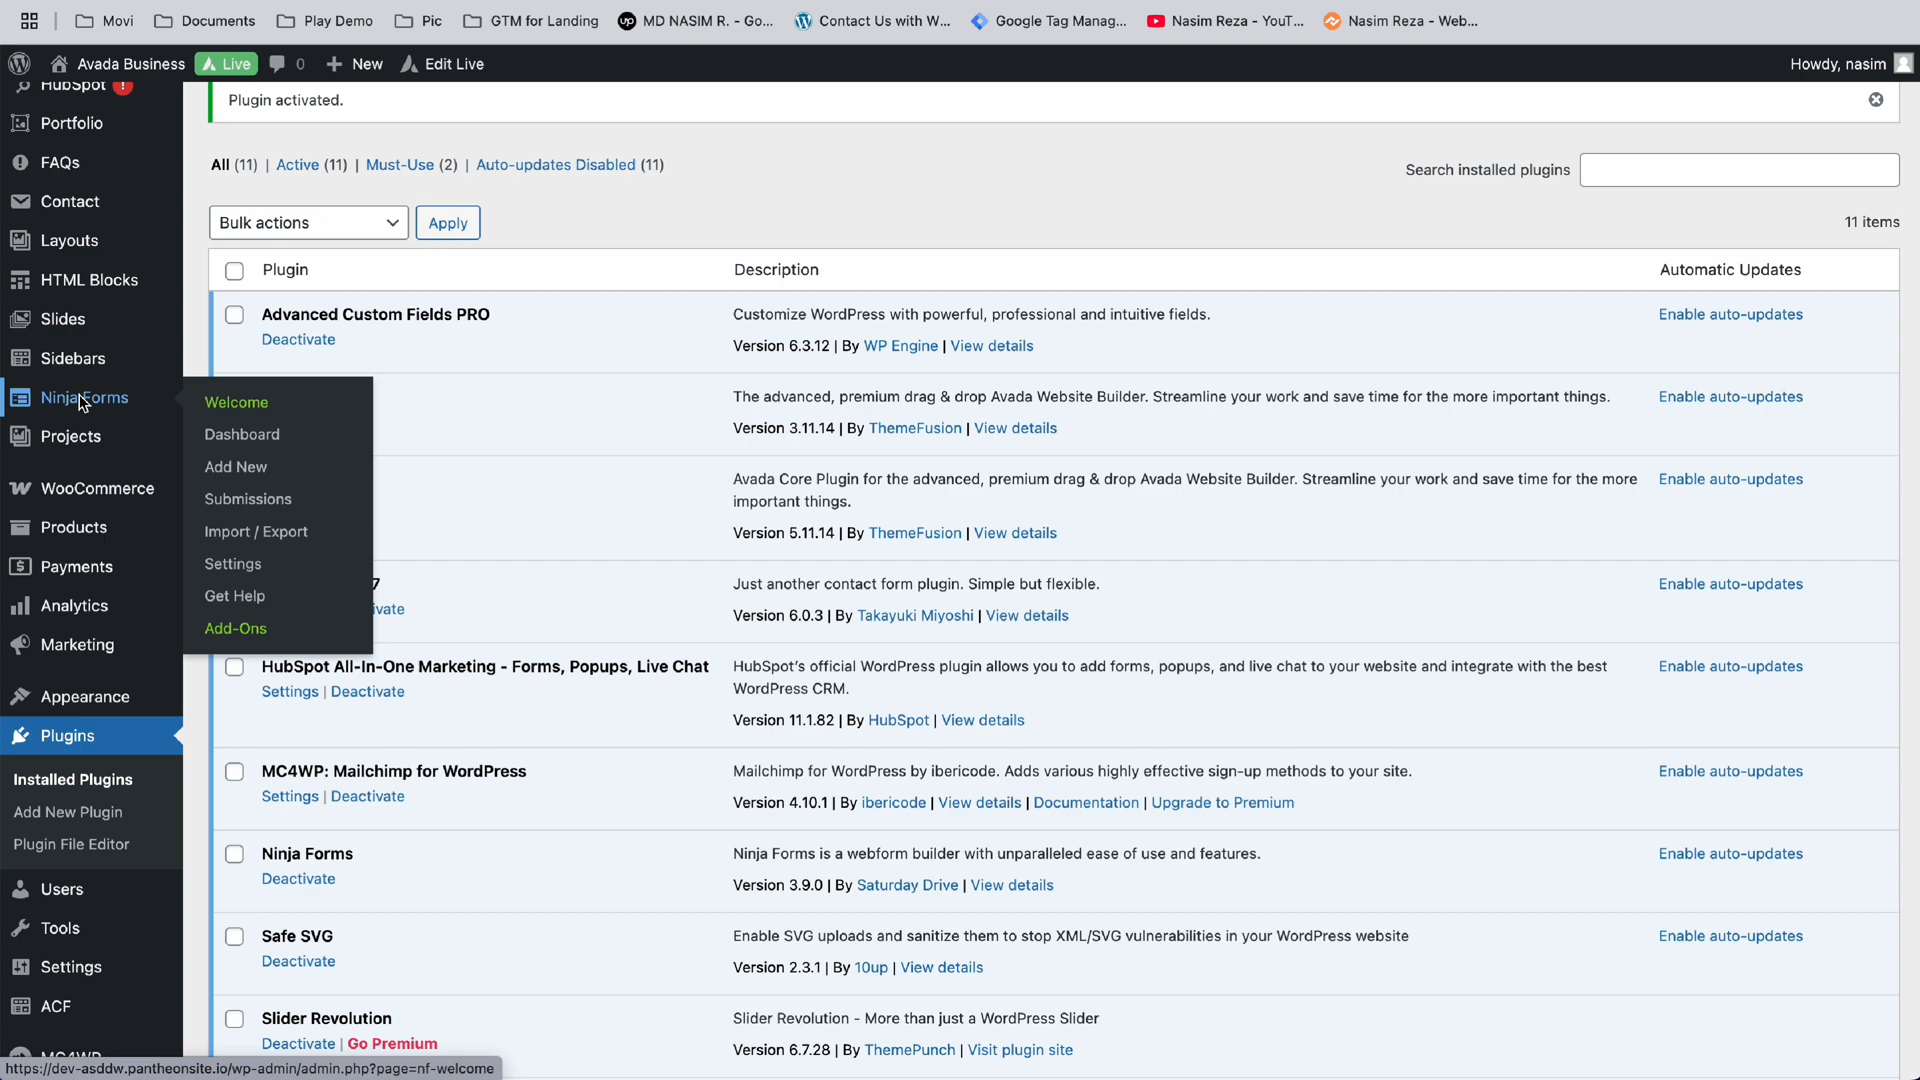 Movi
Documents
Play Demo
Pic
GTM for Landing
MD NASIM R. - Go...
Contact Us with W...
Google Tag Manag...
Nasim Reza - YouT...
Nasim Reza - Web...
Avada Business
Live
0
New
Edit Live
Howdy, nasim
HubSpot !
Portfolio
FAQs
Contact
Layouts
HTML Blocks
Slides
Sidebars
Ninja Forms
Projects
WooCommerce
Products
Payments
Analytics
Marketing
Appearance
Plugins
Installed Plugins
Add New Plugin
Plugin File Editor
Users
Tools
Settings
ACF
MC4WP
Welcome
Dashboard
Add New
Submissions
Import / Export
Settings
Get Help
Add-Ons
Plugin activated.
All (11) | Active (11) | Must-Use (2) | Auto-updates Disabled (11)
Search installed plugins
Bulk actions
Apply
11 items
Plugin
Description
Automatic Updates
Advanced Custom Fields PRO
Deactivate
Customize WordPress with powerful, professional and intuitive fields.
Version 6.3.12 | By WP Engine | View details
Enable auto-updates
The advanced, premium drag & drop Avada Website Builder. Streamline your work and save time for the more important things.
Version 3.11.14 | By ThemeFusion | View details
Enable auto-updates
Avada Core Plugin for the advanced, premium drag & drop Avada Website Builder. Streamline your work and save time for the more
important things.
Version 5.11.14 | By ThemeFusion | View details
Enable auto-updates
7
ivate
Just another contact form plugin. Simple but flexible.
Version 6.0.3 | By Takayuki Miyoshi | View details
Enable auto-updates
HubSpot All-In-One Marketing - Forms, Popups, Live Chat
Settings | Deactivate
HubSpot's official WordPress plugin allows you to add forms, popups, and live chat to your website and integrate with the best
WordPress CRM.
Version 11.1.82 | By HubSpot | View details
Enable auto-updates
MC4WP: Mailchimp for WordPress
Settings | Deactivate
Mailchimp for WordPress by ibericode. Adds various highly effective sign-up methods to your site.
Version 4.10.1 | By ibericode | View details | Documentation | Upgrade to Premium
Enable auto-updates
Ninja Forms
Deactivate
Ninja Forms is a webform builder with unparalleled ease of use and features.
Version 3.9.0 | By Saturday Drive | View details
Enable auto-updates
Safe SVG
Deactivate
Enable SVG uploads and sanitize them to stop XML/SVG vulnerabilities in your WordPress website
Version 2.3.1 | By 10up | View details
Enable auto-updates
Slider Revolution
Deactivate | Go Premium
Slider Revolution - More than just a WordPress Slider
Version 6.7.28 | By ThemePunch | Visit plugin site
https://dev-asddw.pantheonsite.io/wp-admin/admin.php?page=nf-welcome